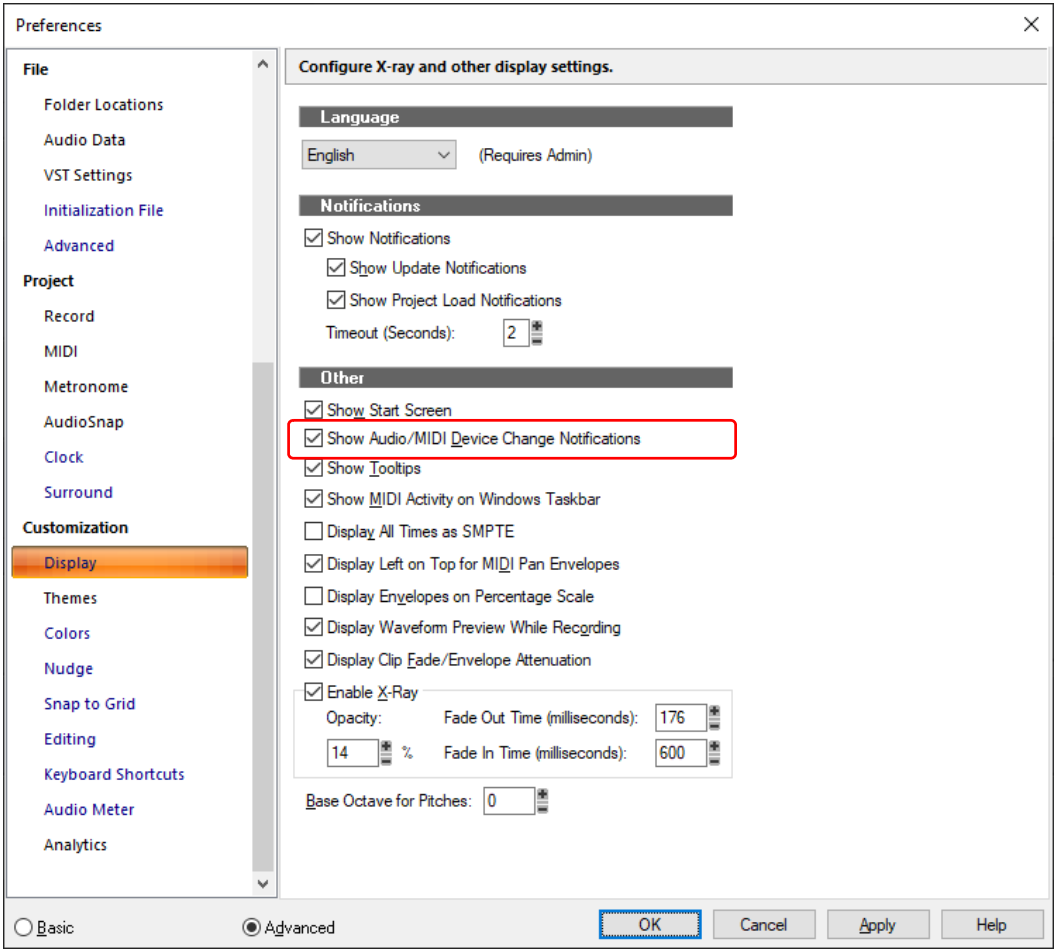 Preferences
File
Folder Locations
Audio Data
VST Settings
Initialization File
Advanced
Project
Record
MIDI
Metronome
AudioSnap
Clock
Surround
Customization
Display
Themes
Colors
Nudge
Snap to Grid
Editing
Keyboard Shortcuts
Audio Meter
Analytics
Configure X-ray and other display settings.
Language
English (Requires Admin)
Notifications
Show Notifications
Show Update Notifications
Show Project Load Notifications
Timeout (Seconds): 2
Other
Show Start Screen
Show Audio/MIDI Device Change Notifications
Show Tooltips
Show MIDI Activity on Windows Taskbar
Display All Times as SMPTE
Display Left on Top for MIDI Pan Envelopes
Display Envelopes on Percentage Scale
Display Waveform Preview While Recording
Display Clip Fade/Envelope Attenuation
Enable X-Ray
Opacity: Fade Out Time (milliseconds): 176
14 % Fade In Time (milliseconds): 600
Base Octave for Pitches: 0
Basic Advanced OK Cancel Apply Help